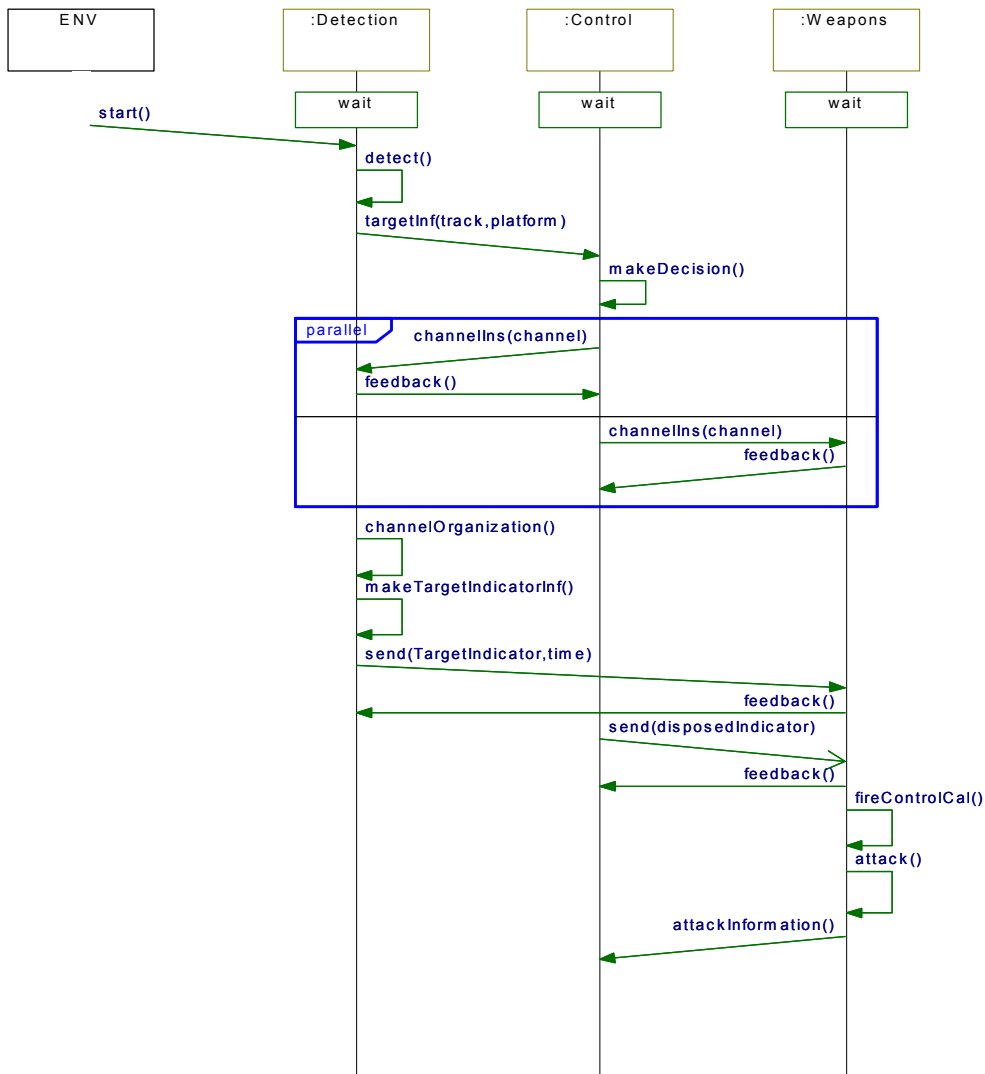 ENV
:Detection
:Control
:Weapons
wait
wait
wait
start()
detect()
targetInf(track,platform)
makeDecision()
parallel
channelIns(channel)
feedback()
channelIns(channel)
feedback()
channelOrganization()
makeTargetIndicatorInf()
send(TargetIndicator,time)
feedback()
send(disposedIndicator)
feedback()
fireControlCal()
attack()
attackInformation()